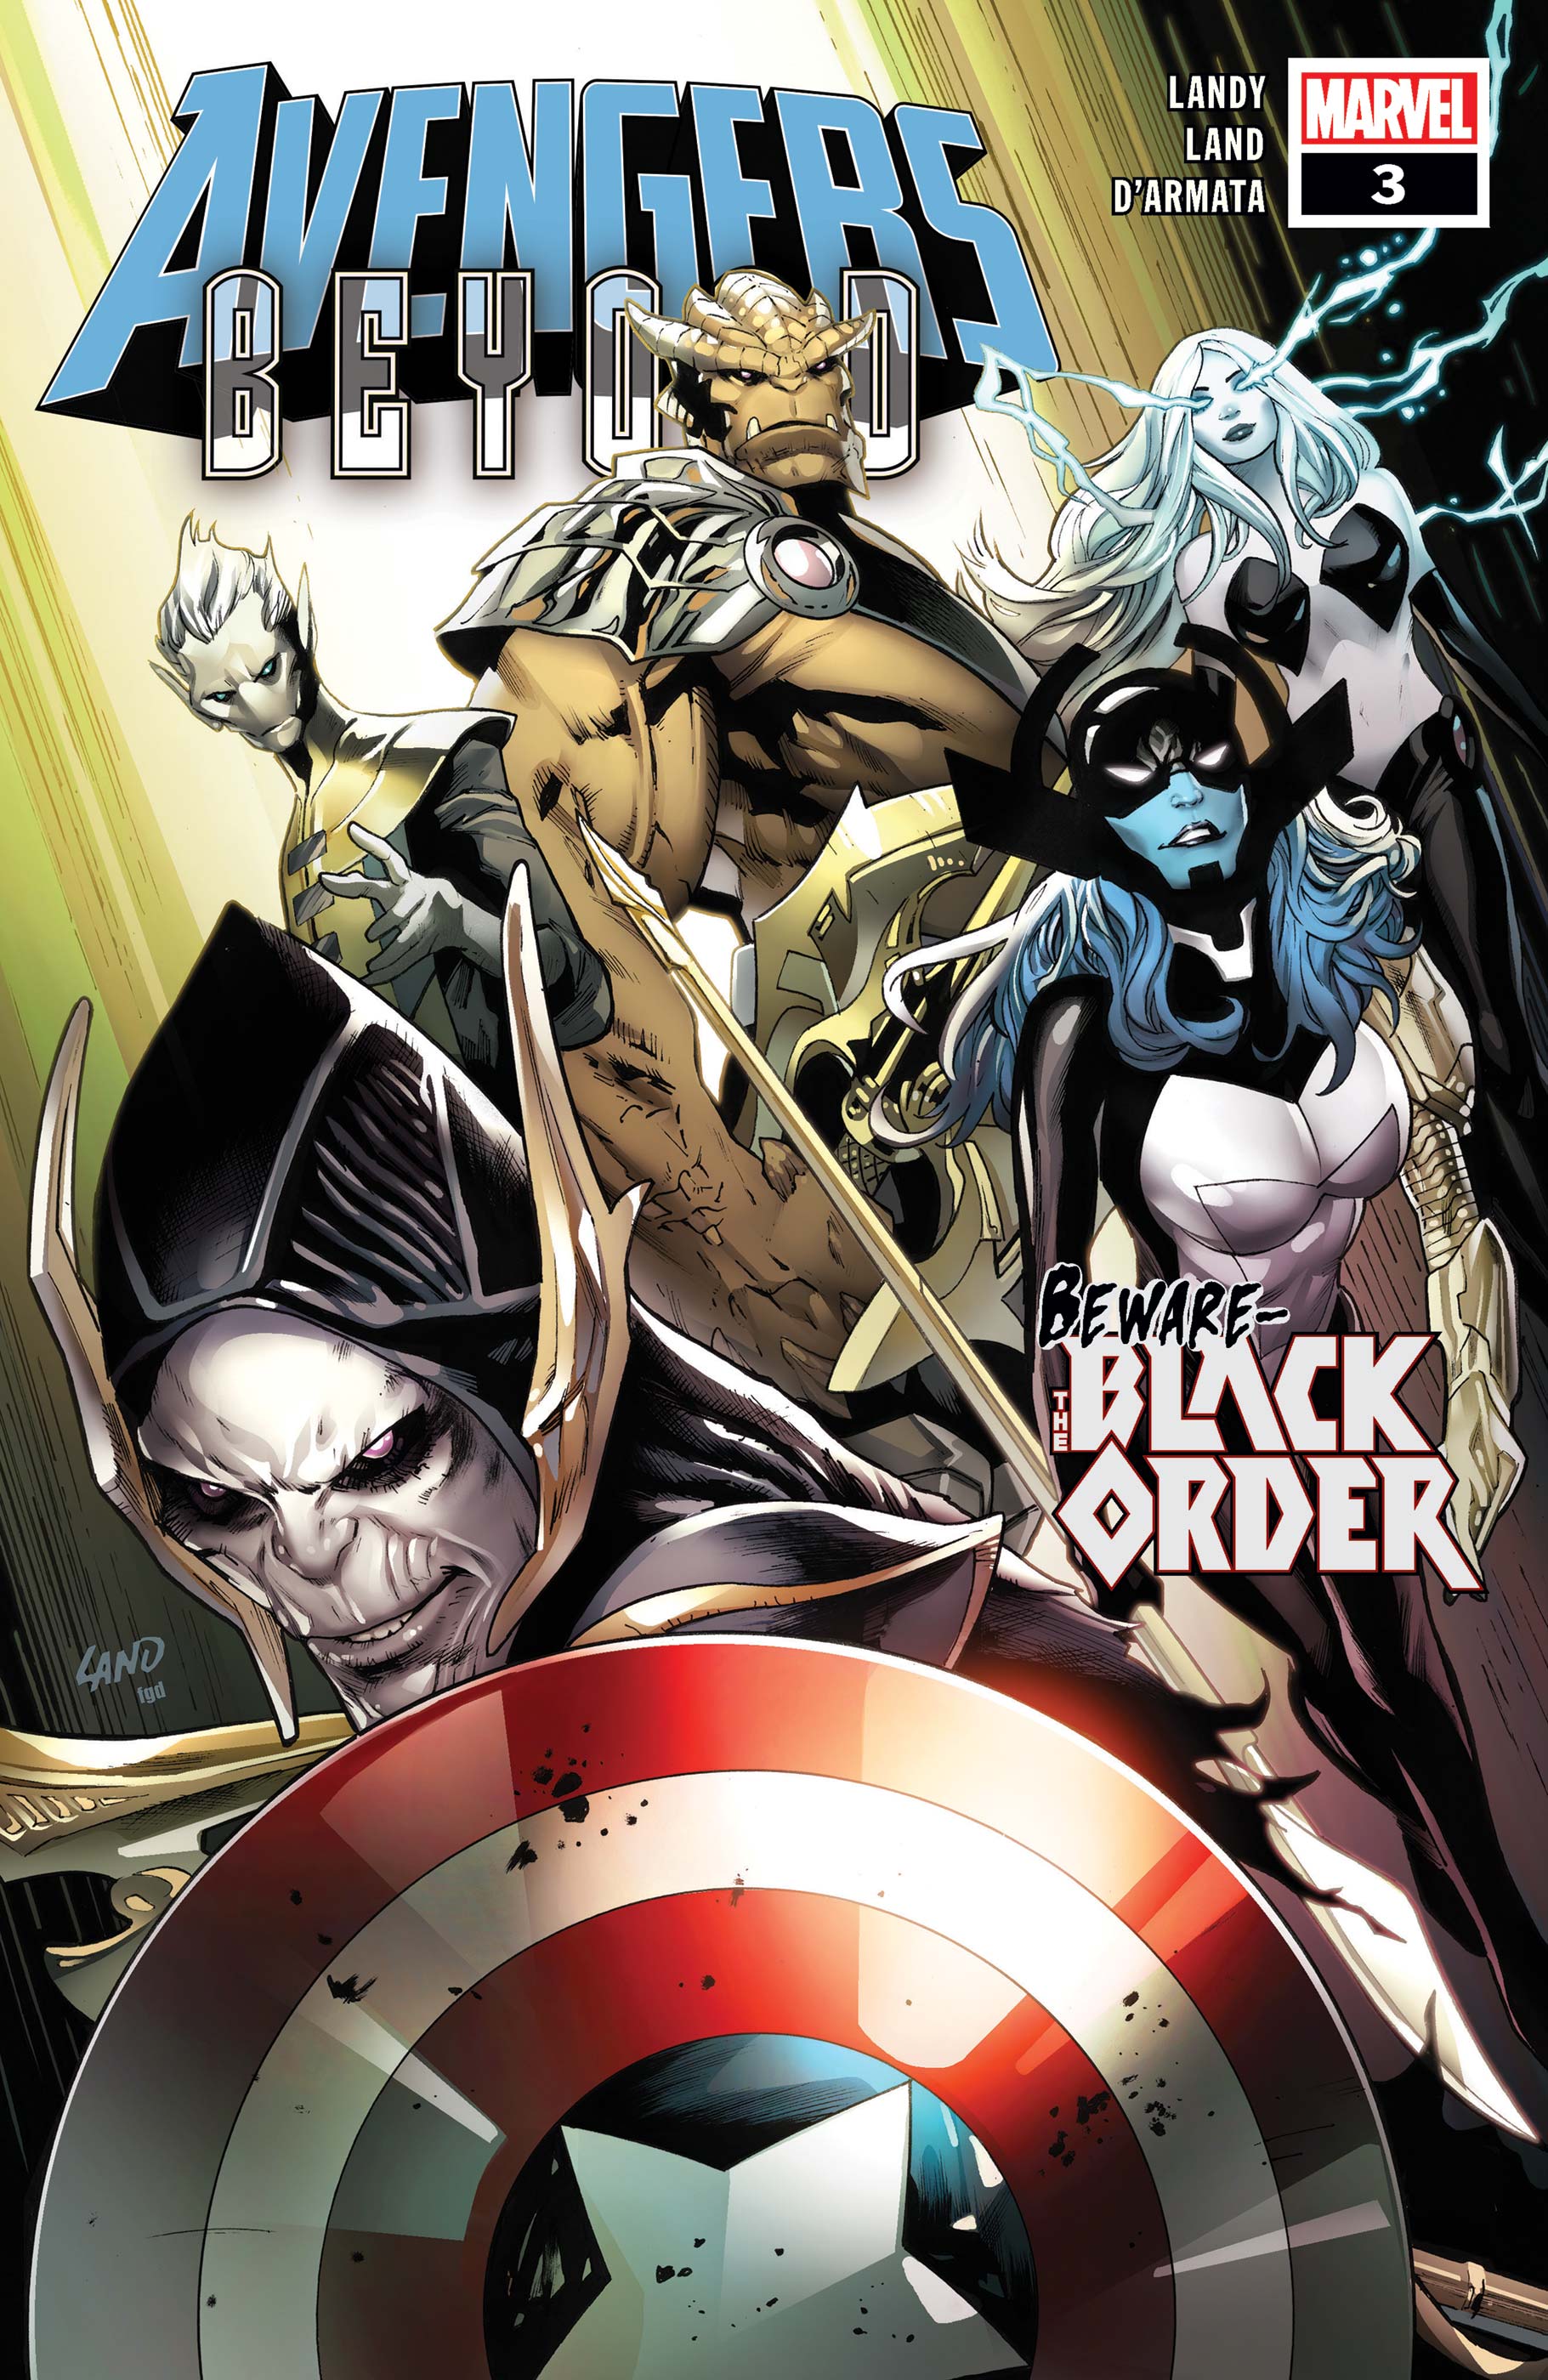 AVENGERS
BEYOND
LANDY
LAND
D'ARMATA
MARVEL
3
BEWARE-
THE BLACK
ORDER
LAND
fgd